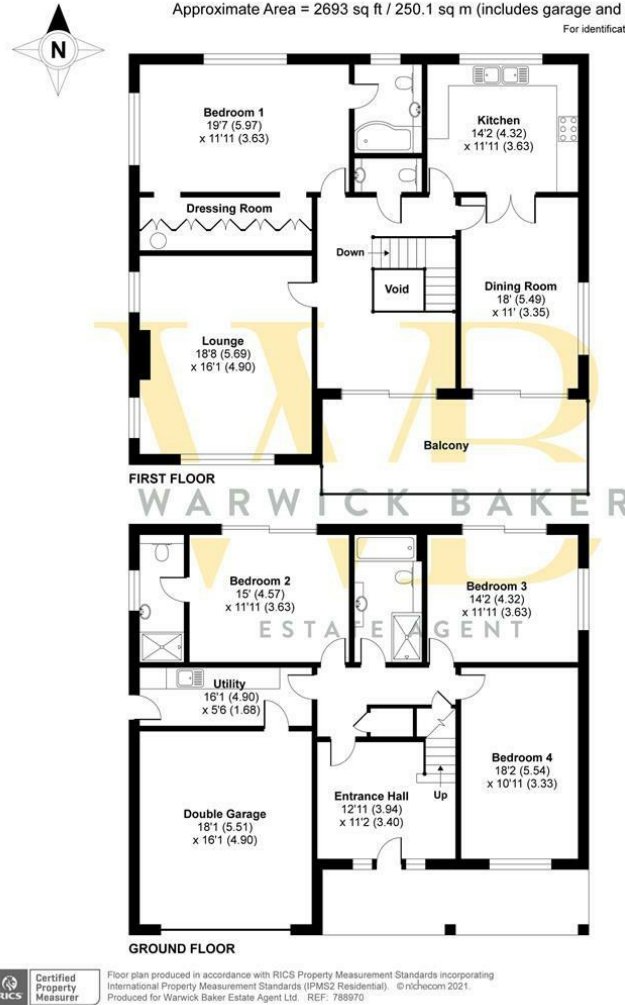 Approximate Area = 2693 sq ft / 250.1 sq m (includes garage and
For identificat
N
Bedroom 1
19'7 (5.97)
x 11'11 (3.63)
Kitchen
14'2 (4.32)
x 11'11 (3.63)
Dressing Room
Down
Void
Dining Room
18' (5.49)
x 11' (3.35)
Lounge
18'8 (5.69)
x 16'1 (4.90)
Balcony
FIRST FLOOR
WB
WARWICK BAKER
ESTATE AGENT
Bedroom 2
15' (4.57)
x 11'11 (3.63)
Bedroom 3
14'2 (4.32)
x 11'11 (3.63)
Utility
16'1 (4.90)
x 5'6 (1.68)
Bedroom 4
18'2 (5.54)
x 10'11 (3.33)
Up
Entrance Hall
12'11 (3.94)
x 11'2 (3.40)
Double Garage
18'1 (5.51)
x 16'1 (4.90)
GROUND FLOOR
RICS
Certified
Property
Measurer
Floor plan produced in accordance with RICS Property Measurement Standards incorporating
International Property Measurement Standards (IPMS2 Residential). © nichecom 2021.
Produced for Warwick Baker Estate Agent Ltd. REF: 788970